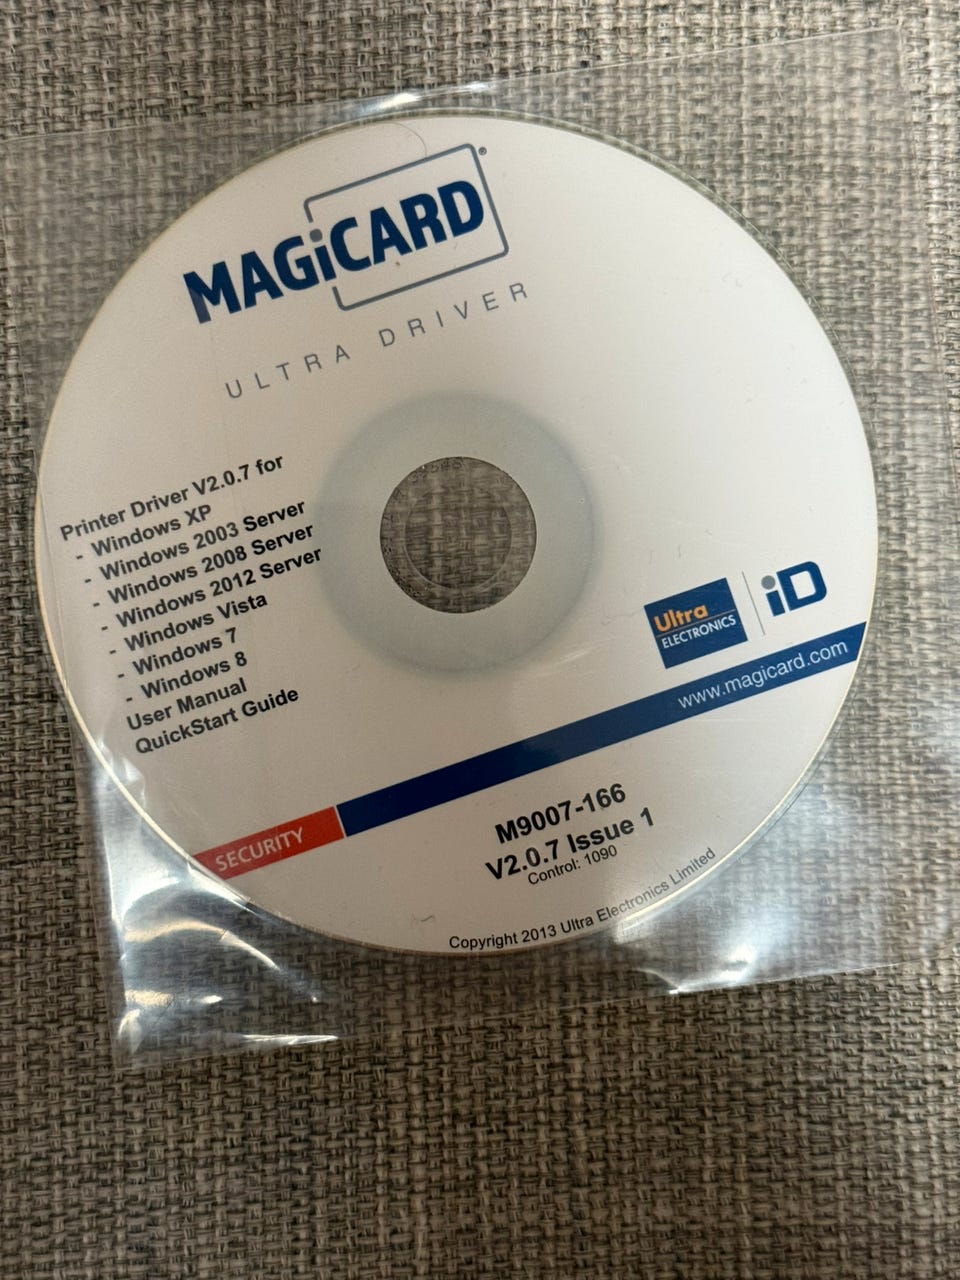 MAGiCARD®
ULTRA DRIVER
Printer Driver V2.0.7 for
- Windows XP
- Windows 2003 Server
- Windows 2008 Server
- Windows 2012 Server
- Windows Vista
- Windows 7
- Windows 8
User Manual
QuickStart Guide
Ultra
ELECTRONICS
iD
www.magicard.com
SECURITY
M9007-166
V2.0.7 Issue 1
Control: 1090
Copyright 2013 Ultra Electronics Limited